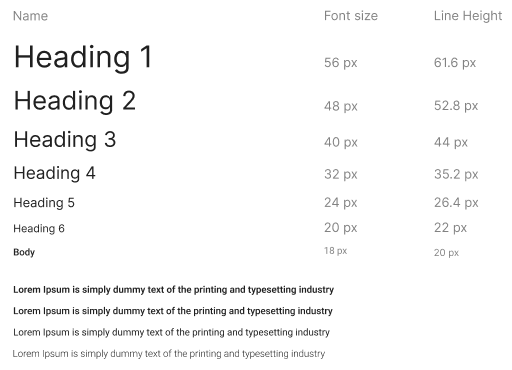 Name Font size Line Height
Heading 1 56 px 61.6 px
Heading 2 48 px 52.8 px
Heading 3 40 px 44 px
Heading 4 32 px 35.2 px
Heading 5 24 px 26.4 px
Heading 6 20 px 22 px
Body 18 px 20 px
Lorem Ipsum is simply dummy text of the printing and typesetting industry
Lorem Ipsum is simply dummy text of the printing and typesetting industry
Lorem Ipsum is simply dummy text of the printing and typesetting industry
Lorem Ipsum is simply dummy text of the printing and typesetting industry